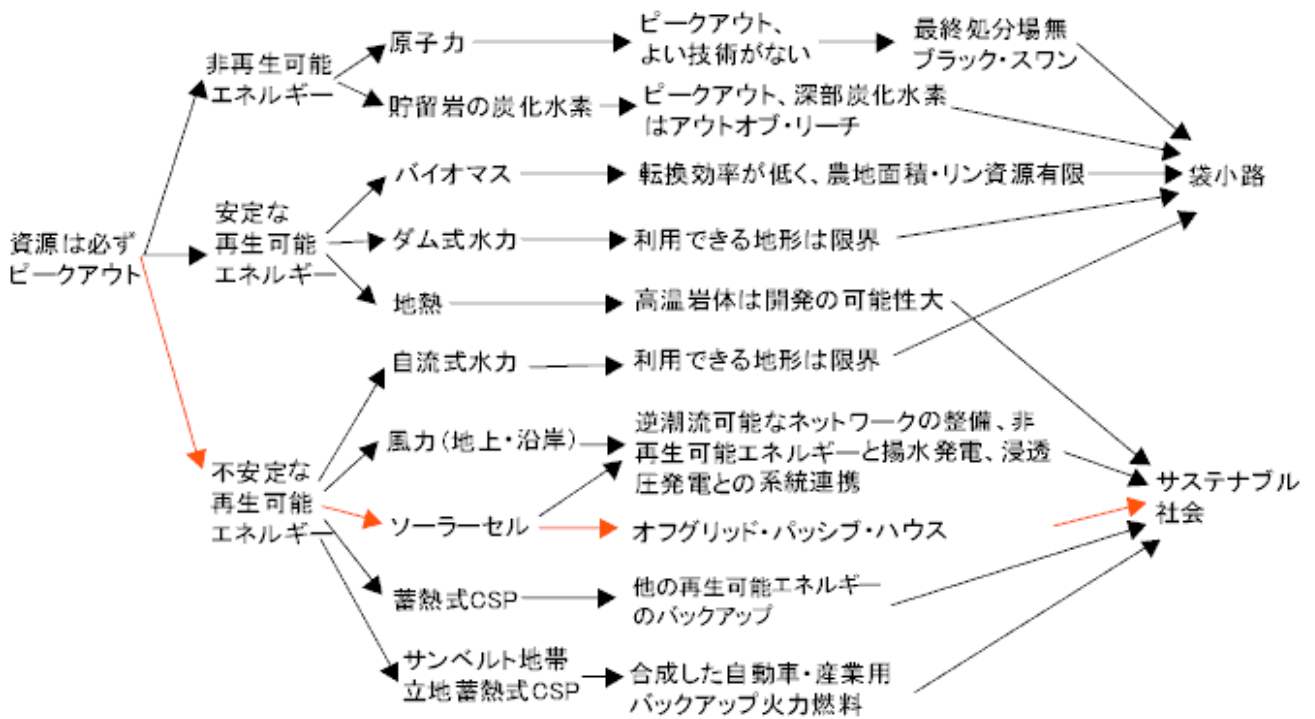 資源は必ず
ピークアウト
非再生可能
エネルギー
原子力
ピークアウト、
よい技術がない
最終処分場無
ブラック・スワン
貯留岩の炭化水素
ピークアウト、深部炭化水素
はアウトオブ・リーチ
安定な
再生可能
エネルギー
バイオマス
転換効率が低く、農地面積・リン資源有限
袋小路
ダム式水力
利用できる地形は限界
地熱
高温岩体は開発の可能性大
不安定な
再生可能
エネルギー
自流式水力
利用できる地形は限界
風力(地上・沿岸)
逆潮流可能なネットワークの整備、非
再生可能エネルギーと揚水発電、浸透
圧発電との系統連携
ソーラーセル
オフグリッド・パッシブ・ハウス
サステナブル
社会
蓄熱式CSP
他の再生可能エネルギー
のバックアップ
サンベルト地帯
立地蓄熱式CSP
合成した自動車・産業用
バックアップ火力燃料